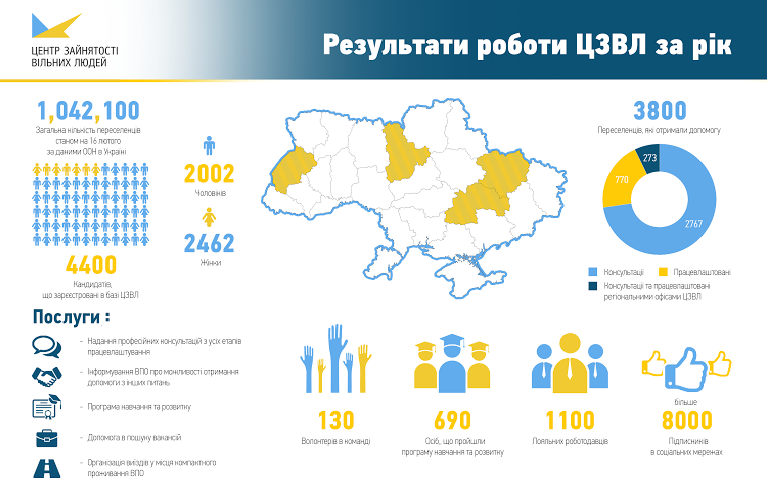 ЦЕНТР ЗАЙНЯТОСТІ
ВІЛЬНИХ ЛЮДЕЙ
Результати роботи ЦЗВЛ за рік
1,042,100
Загальна кількість переселенців
станом на 16 лютого
за даними ООН в Україні
4400
Кандидатів,
що зареєстровані в базі ЦЗВЛ
2002
Чоловіків
2462
Жінки
3800
Переселенців, які отримали допомогу
273
770
2767
Консультації
Працевлаштовані
Консультації та працевлаштовані
регіональними офісами ЦЗВЛІ
Послуги :
- Надання професійних консультацій з усіх етапів
працевлаштування
- Інформування ВПО про можливості отримання
допомоги з інших питань
- Програма навчання та розвитку
- Допомога в пошуку вакансій
- Організація виїздів у місця компактного
проживання ВПО
130
Волонтерів в команді
690
Осіб, що пройшли
програму навчання та розвитку
1100
Лояльних роботодавців
більше
8000
Підписників
в соціальних мережах